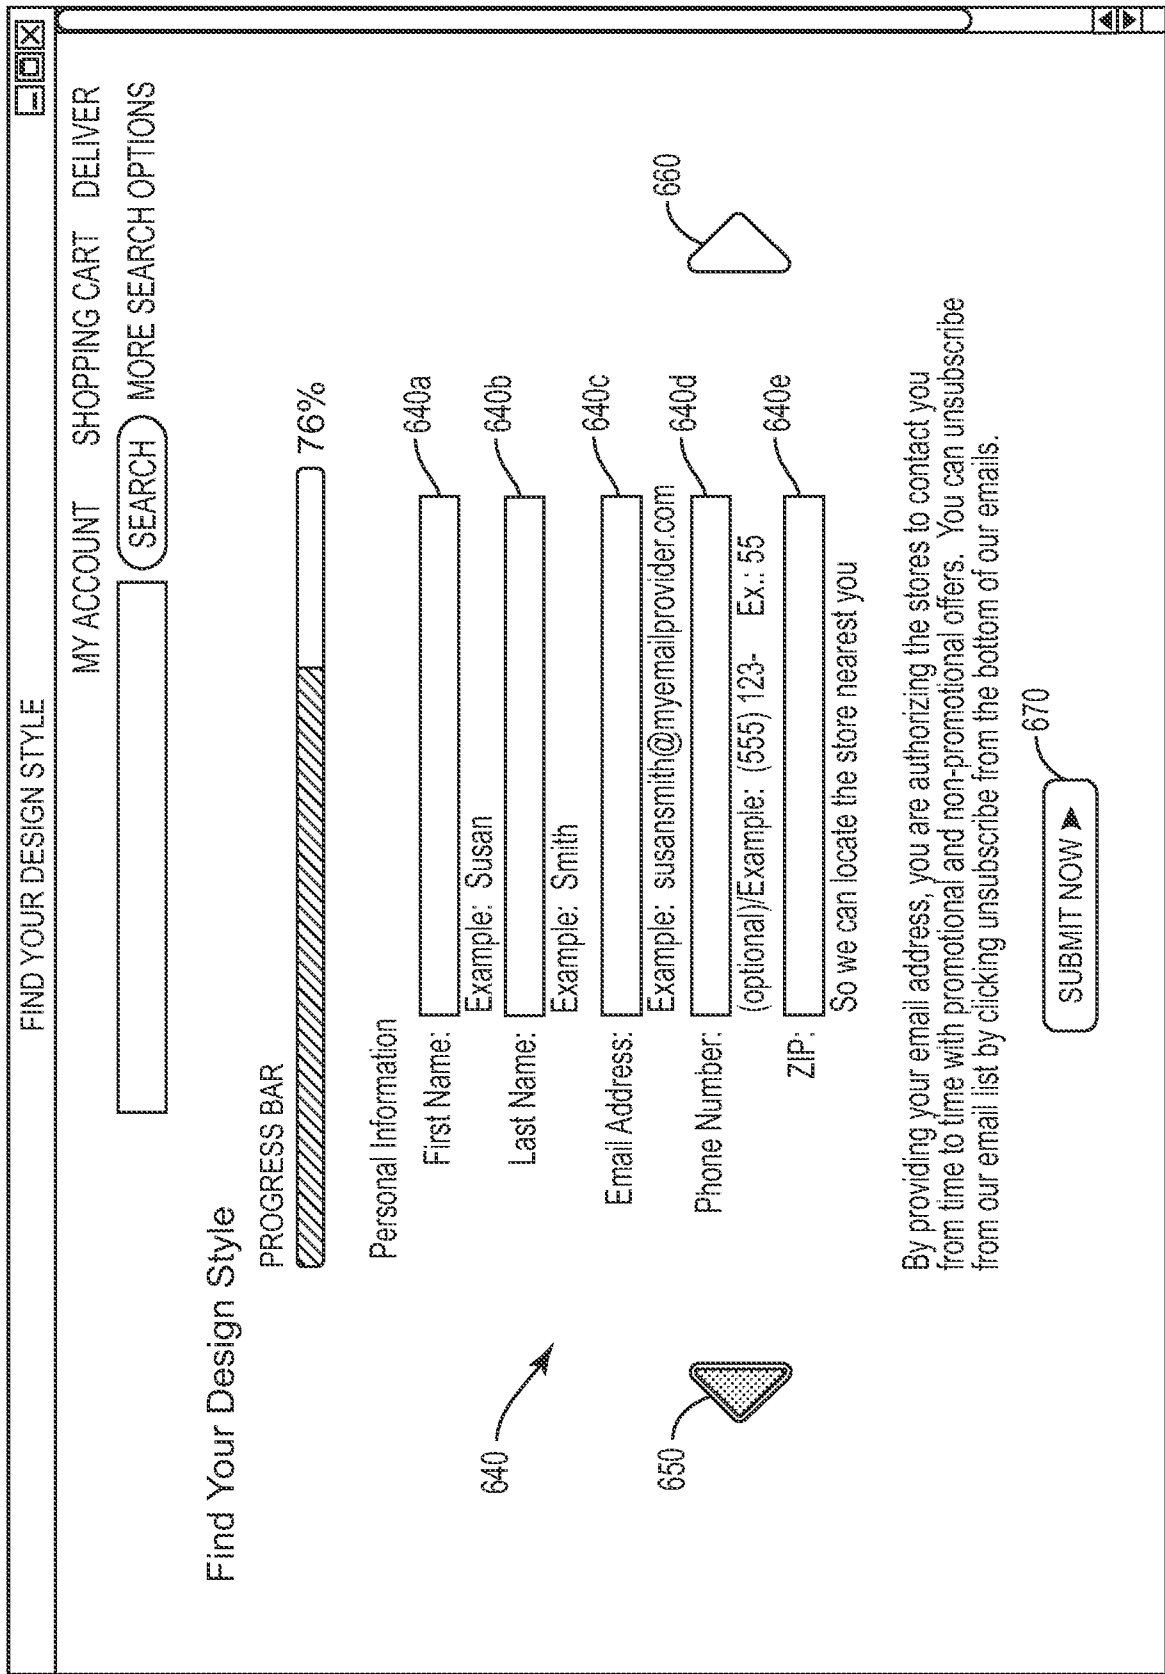 FIND YOUR DESIGN STYLE
MY ACCOUNT SHOPPING CART DELIVER
SEARCH MORE SEARCH OPTIONS
Find Your Design Style
PROGRESS BAR
76%
Personal Information
First Name: 640a
Example: Susan
Last Name: 640b
Example: Smith
640
Email Address: 640c
Example: susansmith@myemailprovider.com
650
Phone Number: 640d
660
(optional)/Example: (555) 123- Ex.: 55
ZIP: 640e
So we can locate the store nearest you
By providing your email address, you are authorizing the stores to contact you
from time to time with promotional and non-promotional offers. You can unsubscribe
from our email list by clicking unsubscribe from the bottom of our emails.
670
SUBMIT NOW